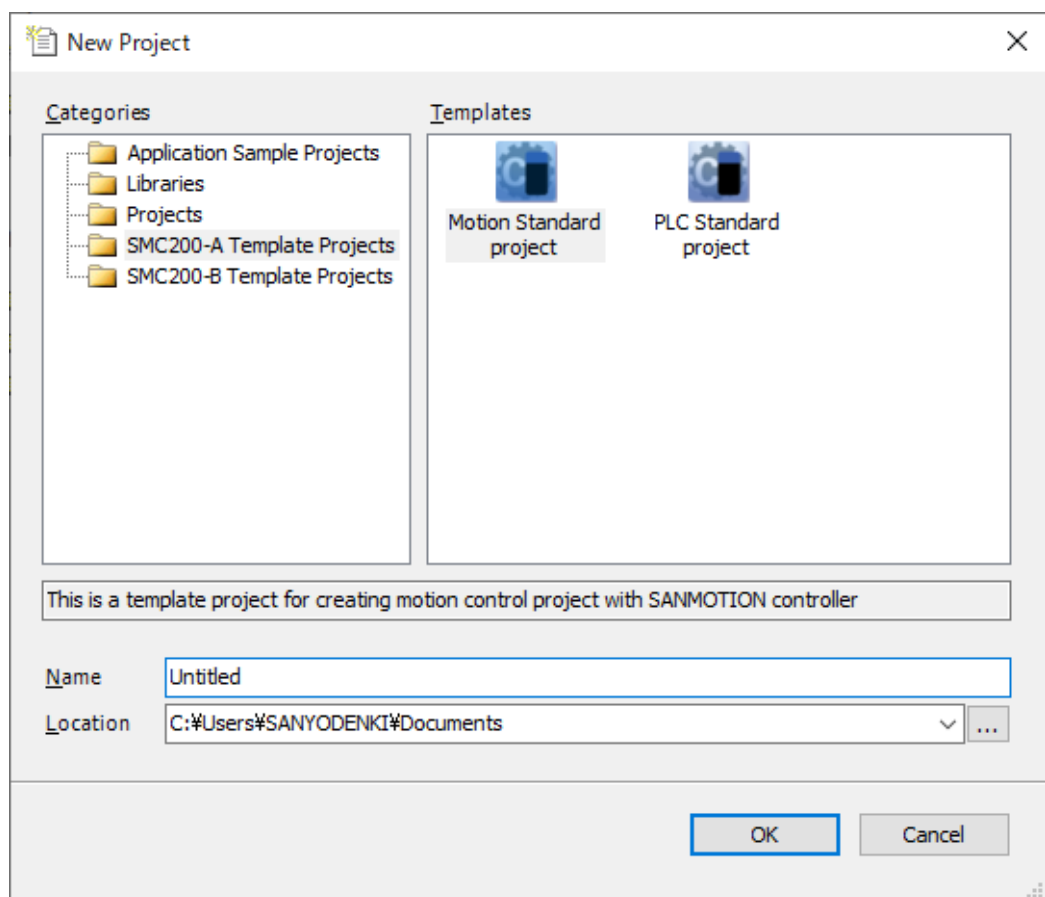 New Project
Categories
Templates
Application Sample Projects
Libraries
Projects
SMC200-A Template Projects
SMC200-B Template Projects
Motion Standard
project
PLC Standard
project
This is a template project for creating motion control project with SANMOTION controller
Name
Untitled
Location
C:¥Users¥SANYODENKI¥Documents
...
OK
Cancel